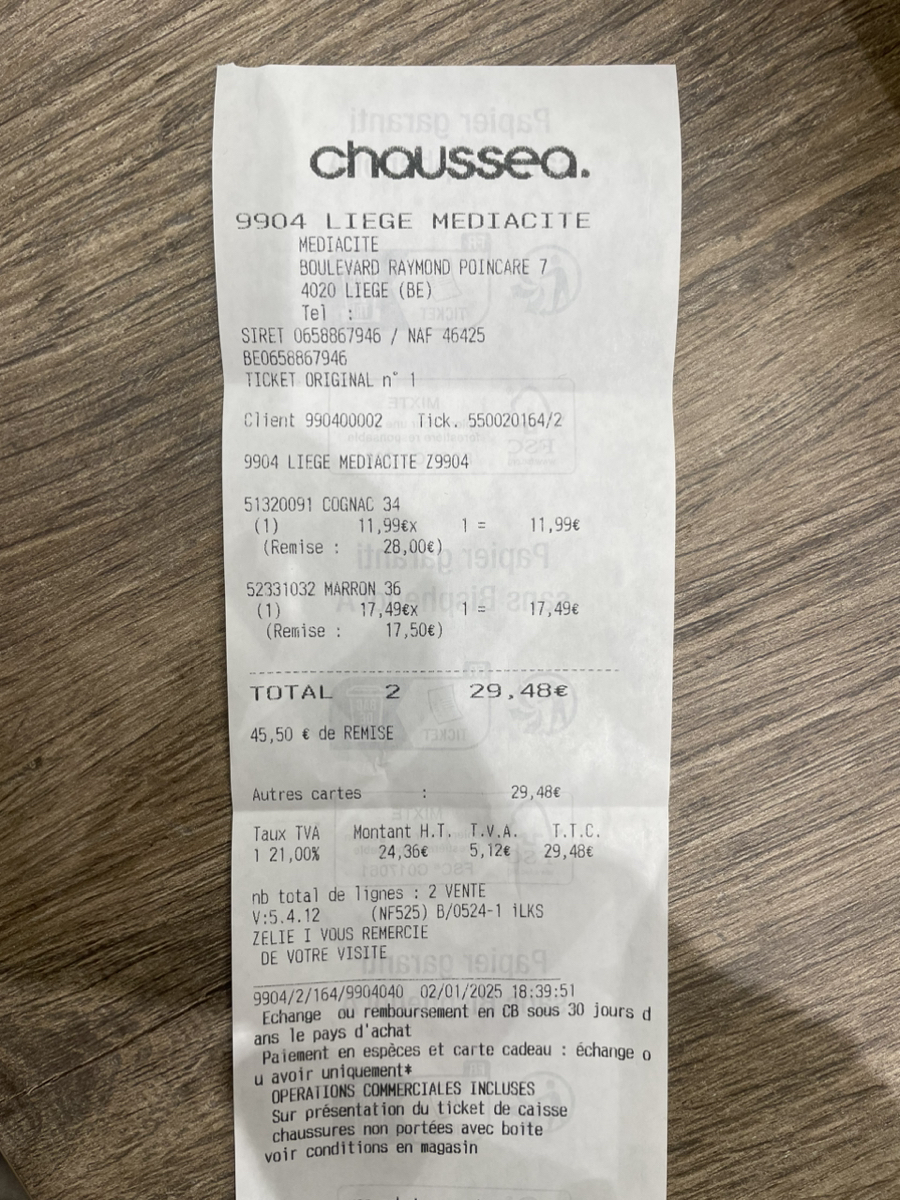 chaussea.
9904 LIEGE MEDIACITE
MEDIACITE
BOULEVARD RAYMOND POINCARE 7
4020 LIEGE (BE)
Tel :
SIRET 0658867946 / NAF 46425
BE0658867946
TICKET ORIGINAL n° 1
Client 990400002 Tick. 550020164/2
9904 LIEGE MEDIACITE Z9904
51320091 COGNAC 34
(1) 11,99€x 1 = 11,99€
(Remise : 28,00€)
52331032 MARRON 36
(1) 17,49€x 1 = 17,49€
(Remise : 17,50€)
TOTAL 2 29,48€
45,50 € de REMISE
Autres cartes : 29,48€
Taux TVA Montant H.T. T.V.A. T.T.C.
1 21,00% 24,36€ 5,12€ 29,48€
nb total de lignes : 2 VENTE
V:5.4.12 (NF525) B/0524-1 iLKS
ZELIE I VOUS REMERCIE
DE VOTRE VISITE
9904/2/164/9904040 02/01/2025 18:39:51
Echange ou remboursement en CB sous 30 jours d
ans le pays d'achat
Paiement en espèces et carte cadeau : échange o
u avoir uniquement*
OPERATIONS COMMERCIALES INCLUSES
Sur présentation du ticket de caisse
chaussures non portées avec boite
voir conditions en magasin